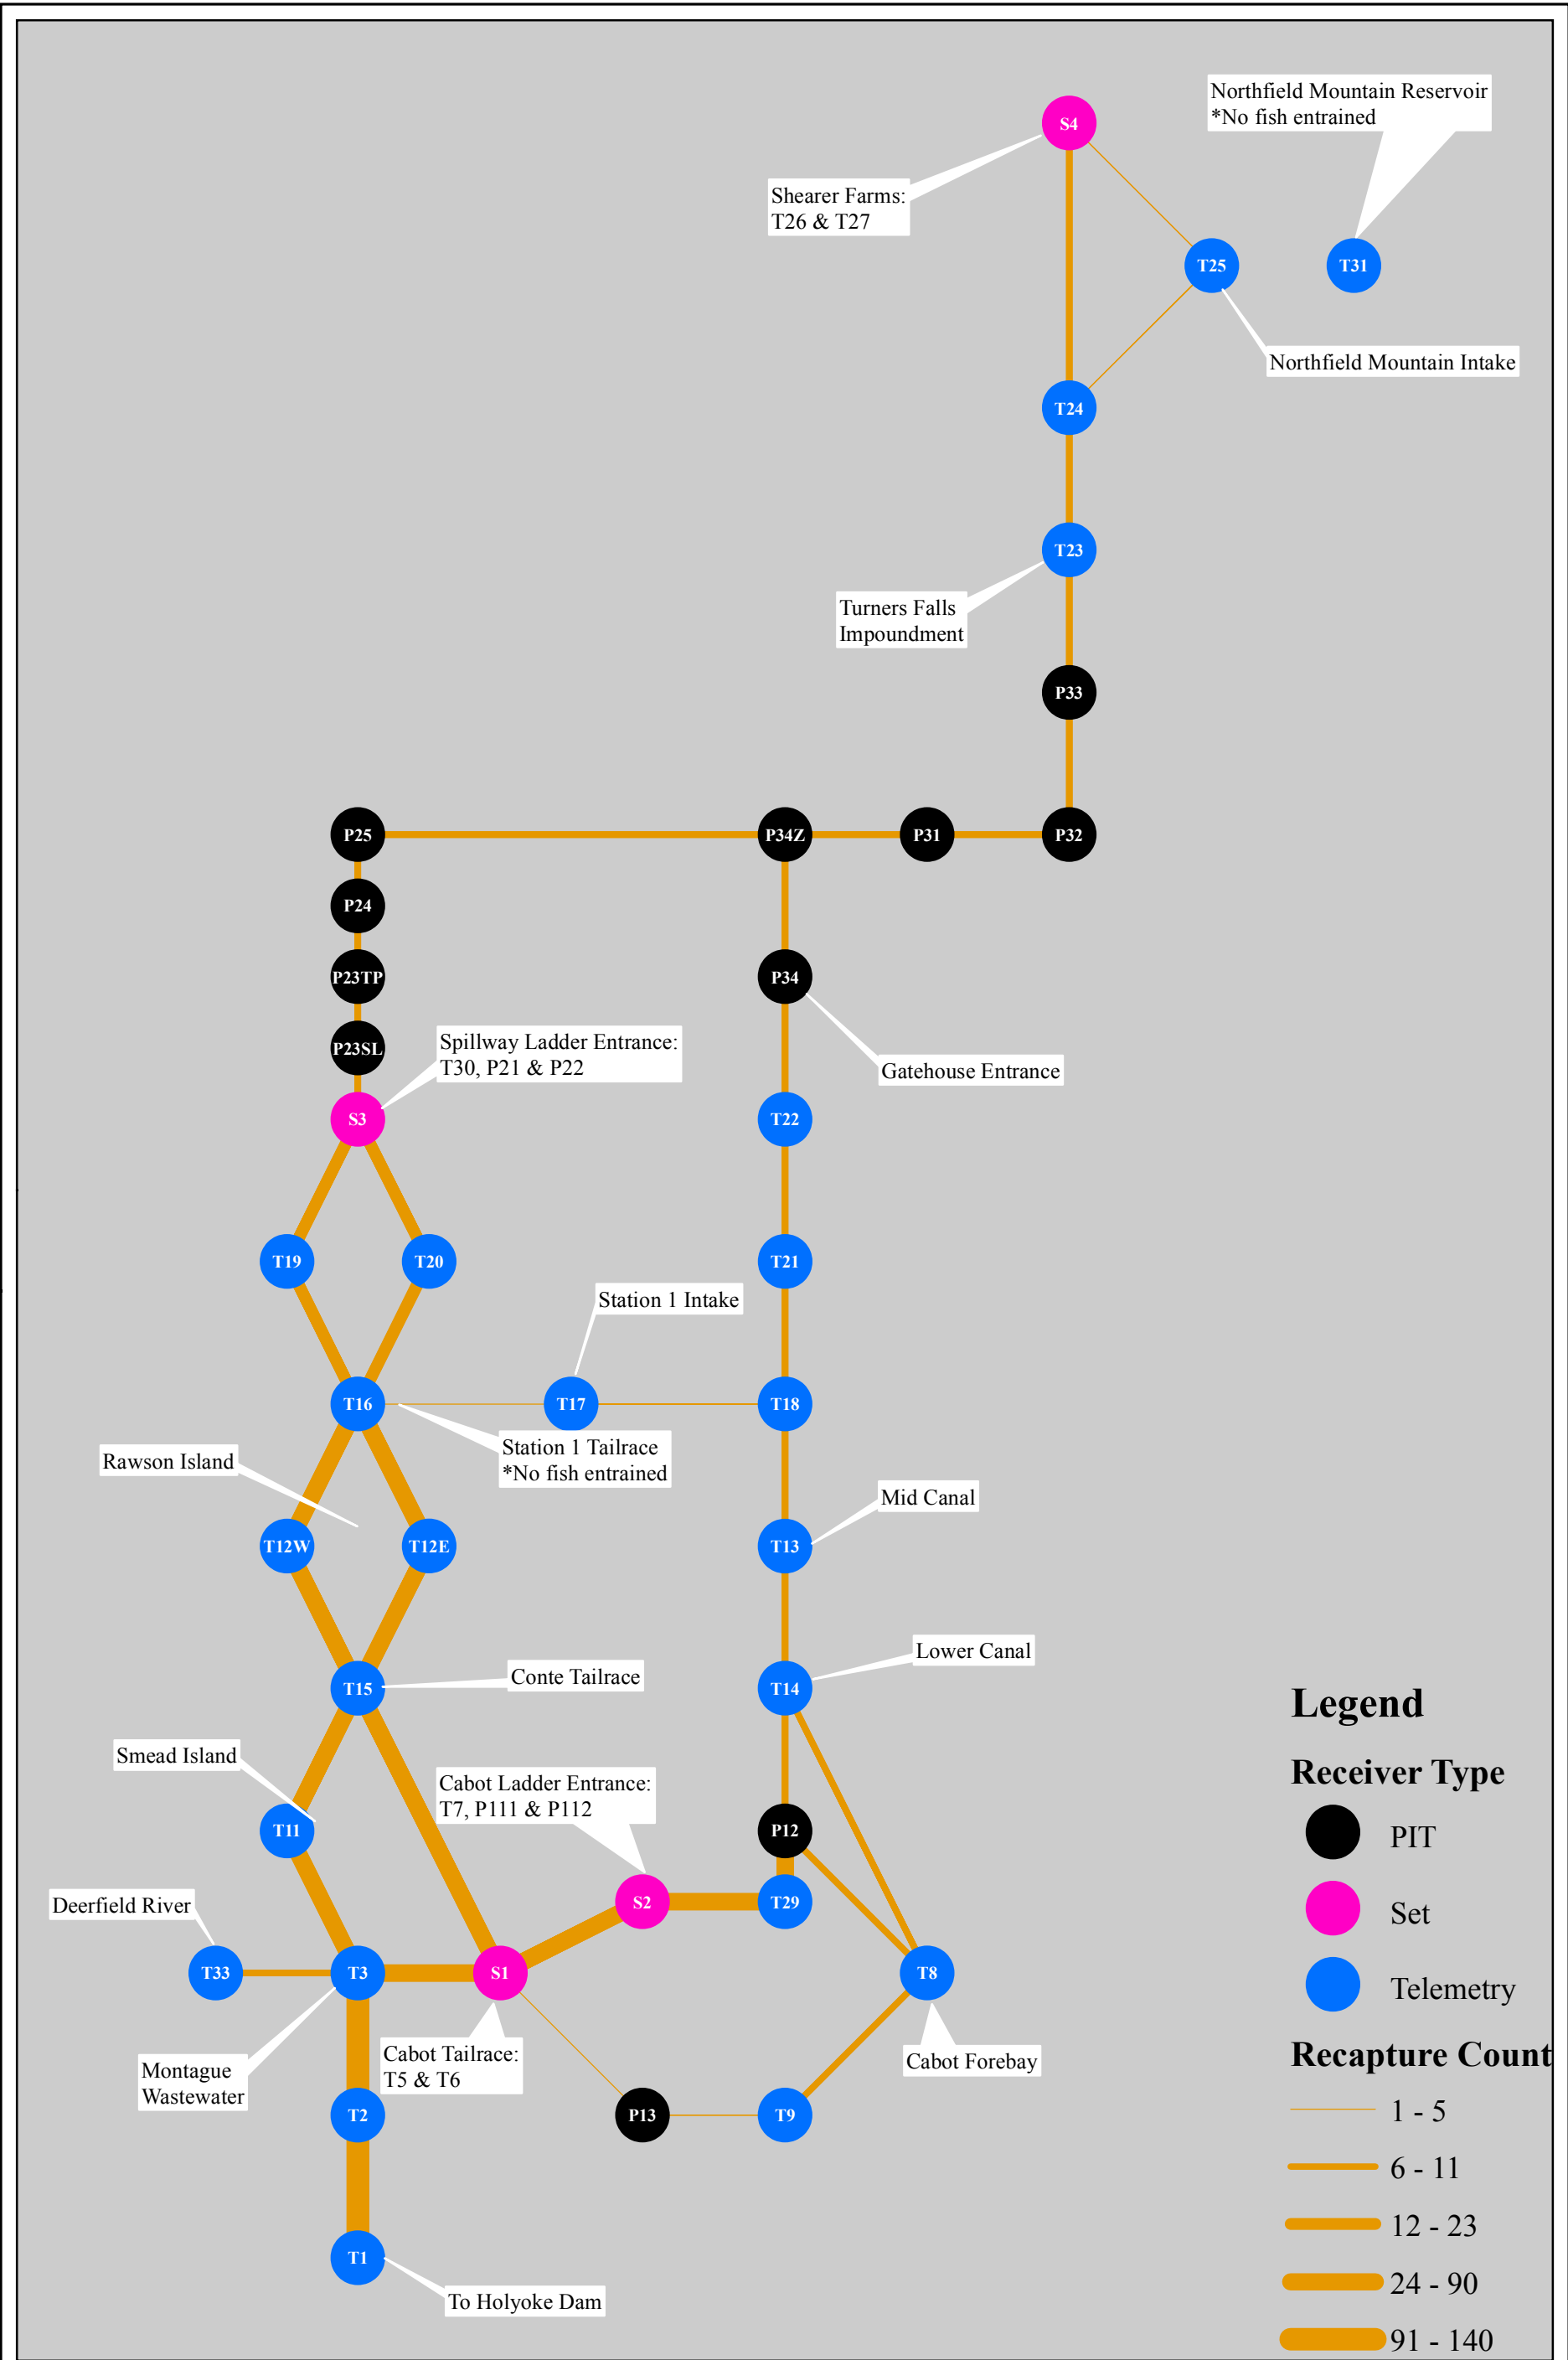 S4
Northfield Mountain Reservoir
*No fish entrained
Shearer Farms:
T26 & T27
T25
T31
Northfield Mountain Intake
T24
T23
Turners Falls
Impoundment
P33
P25
P34Z
P31
P32
P24
P23TP
P34
P23SL
Spillway Ladder Entrance:
T30, P21 & P22
Gatehouse Entrance
S3
T22
T19
T20
T21
Station 1 Intake
T16
T17
T18
Station 1 Tailrace
*No fish entrained
Rawson Island
Mid Canal
T12W
T12E
T13
Lower Canal
Conte Tailrace
T15
T14
Smead Island
Cabot Ladder Entrance:
T7, P111 & P112
T11
P12
Deerfield River
S2
T29
T33
T3
S1
T8
Cabot Tailrace:
T5 & T6
Cabot Forebay
Montague
Wastewater
T2
P13
T9
T1
To Holyoke Dam
Legend
Receiver Type
PIT
Set
Telemetry
Recapture Count
1 - 5
6 - 11
12 - 23
24 - 90
91 - 140